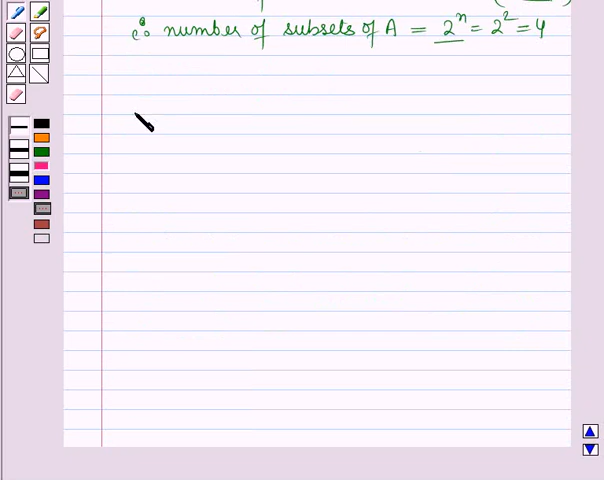 (i) number of subsets of A = 2ⁿ = 2² = 4